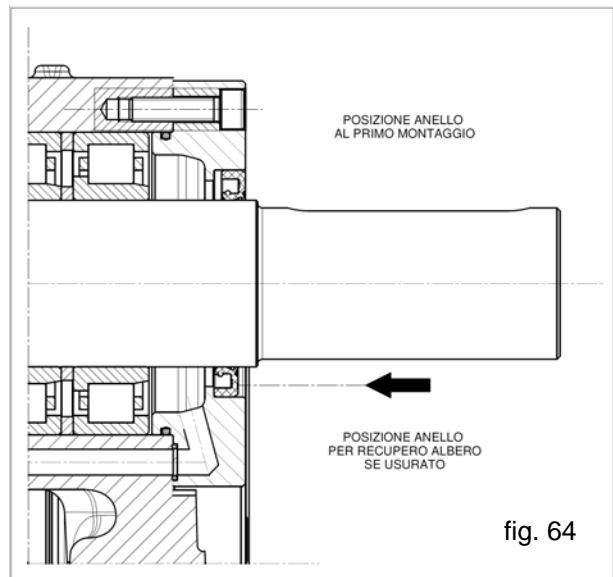 POSIZIONE ANELLO
AL PRIMO MONTAGGIO
POSIZIONE ANELLO
PER RECUPERO ALBERO
SE USURATO
fig. 64